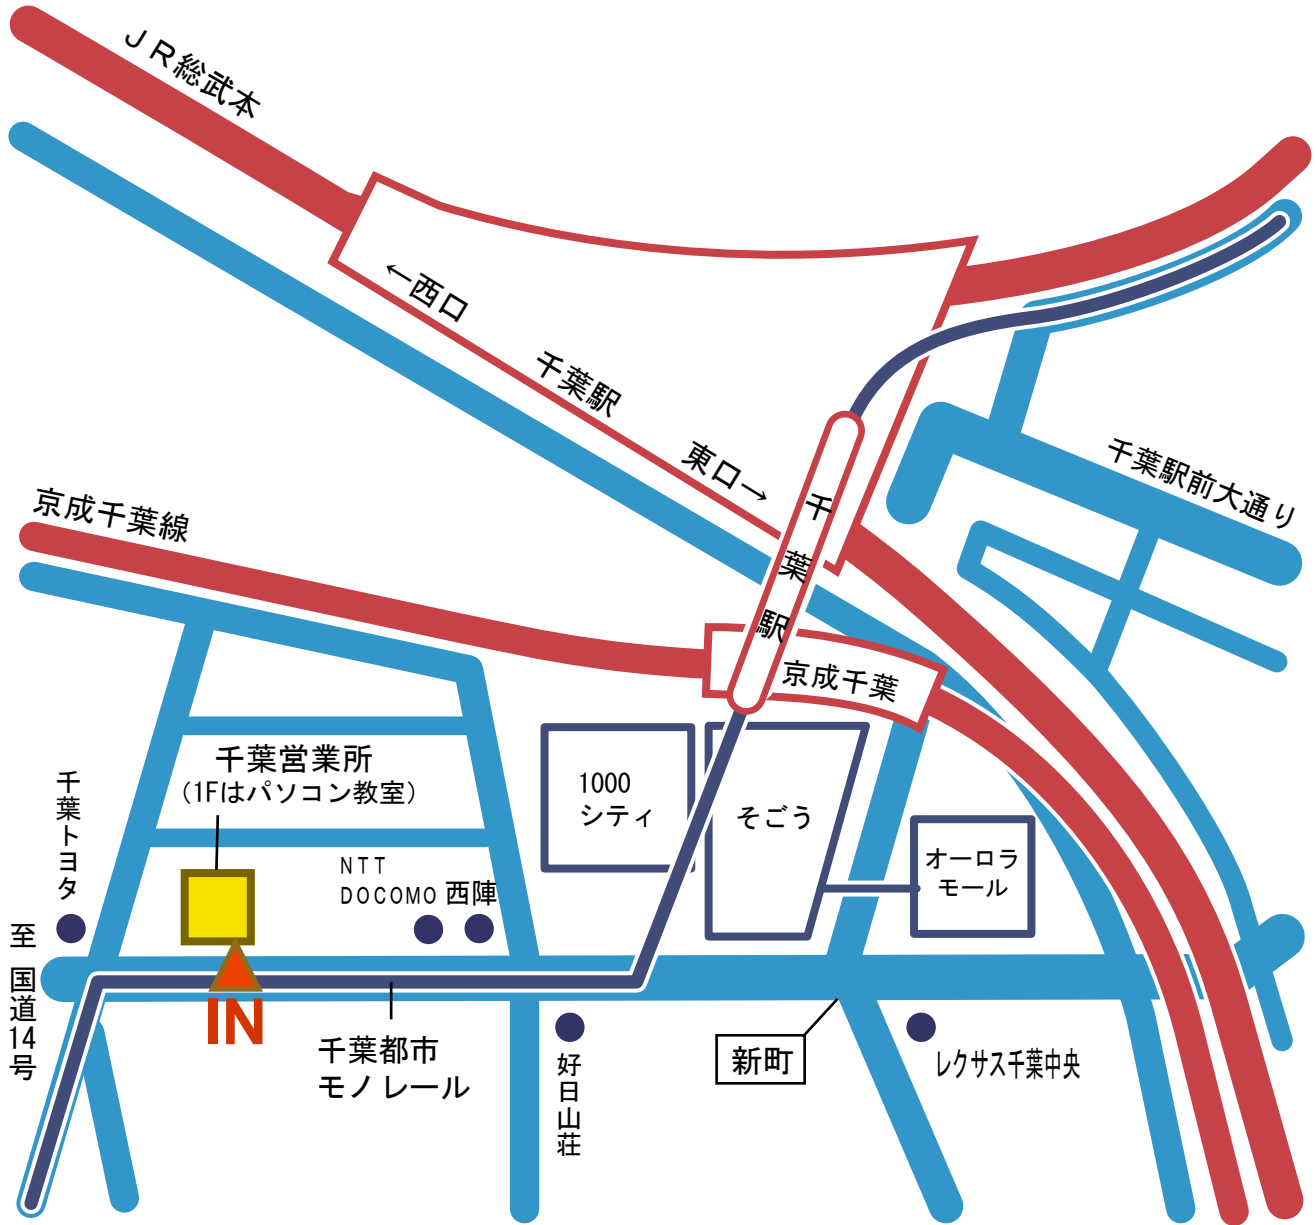 ＪＲ総武本
←西口
千葉駅
東口→
千葉駅前大通り
京成千葉線
千葉駅
京成千葉
千葉営業所
(1Fはパソコン教室)
1000
シティ
そごう
オーロラ
モール
千葉トヨタ
NTT
DOCOMO
西陣
至 国道14号
IN
千葉都市
モノレール
好日山荘
新町
レクサス千葉中央